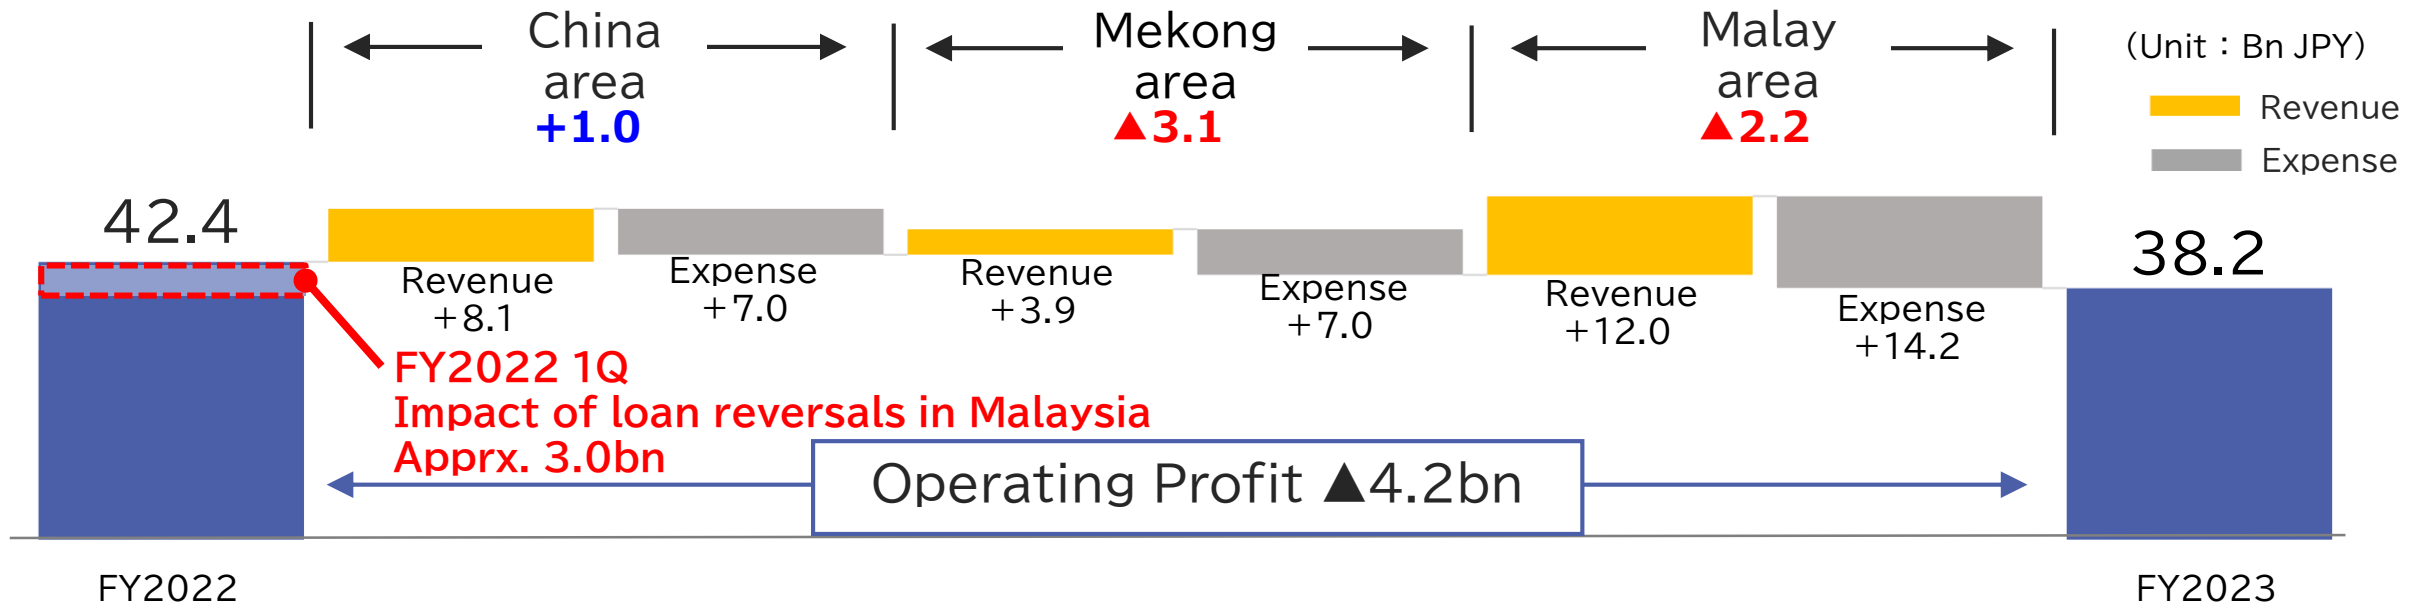 China
area
+1.0
Mekong
area
▲3.1
Malay
area
▲2.2
(Unit：Bn JPY)
Revenue
Expense
42.4
Revenue
+8.1
Expense
+7.0
Revenue
+3.9
Expense
+7.0
Revenue
+12.0
Expense
+14.2
38.2
FY2022 1Q
Impact of loan reversals in Malaysia
Apprx. 3.0bn
Operating Profit ▲4.2bn
FY2022
FY2023